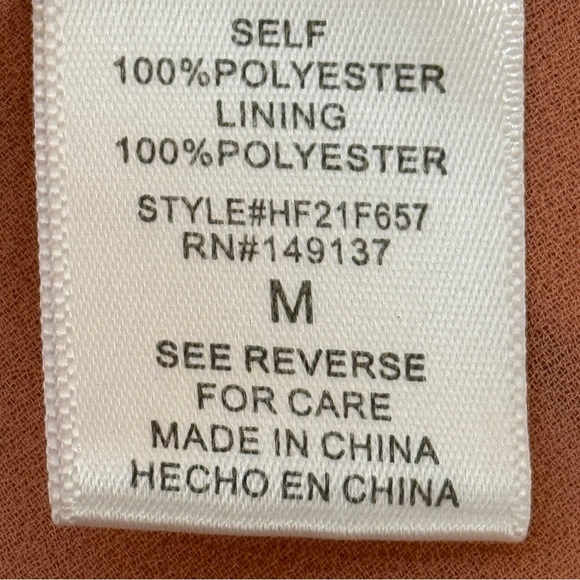 SELF
100%POLYESTER
LINING
100%POLYESTER
STYLE#HF21F657
RN#149137
M
SEE REVERSE
FOR CARE
MADE IN CHINA
HECHO EN CHINA